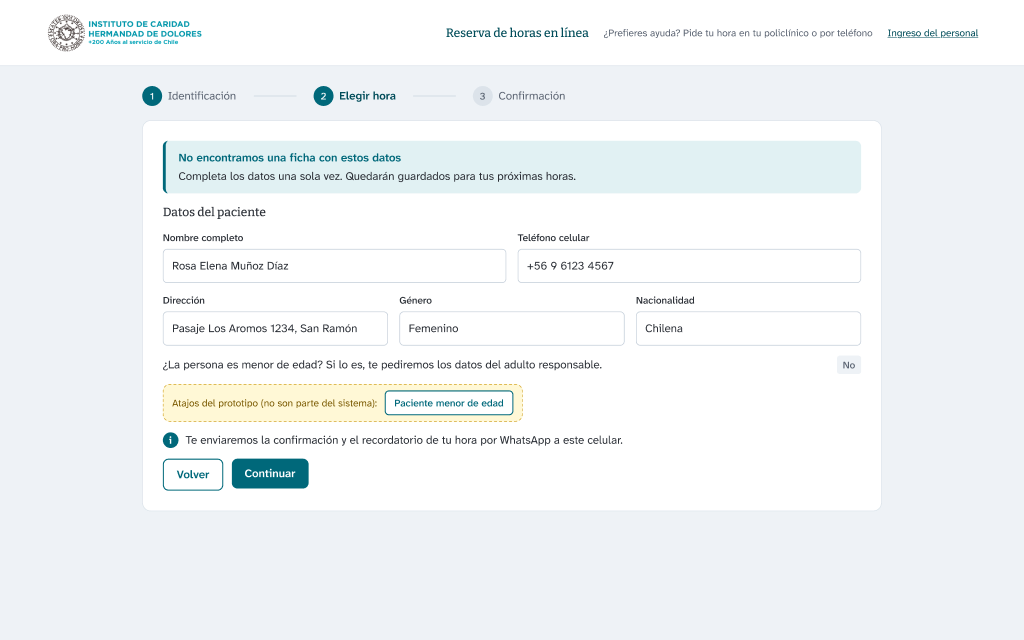 INSTITUTO DE CARIDAD
HERMANDAD DE DOLORES
+200 Años al servicio de Chile
Reserva de horas en línea
¿Prefieres ayuda? Pide tu hora en tu policlínico o por teléfono
Ingreso del personal
1 Identificación
2 Elegir hora
3 Confirmación
No encontramos una ficha con estos datos
Completa los datos una sola vez. Quedarán guardados para tus próximas horas.
Datos del paciente
Nombre completo
Rosa Elena Muñoz Díaz
Teléfono celular
+56 9 6123 4567
Dirección
Pasaje Los Aromos 1234, San Ramón
Género
Femenino
Nacionalidad
Chilena
¿La persona es menor de edad? Si lo es, te pediremos los datos del adulto responsable.
No
Atajos del prototipo (no son parte del sistema):
Paciente menor de edad
i Te enviaremos la confirmación y el recordatorio de tu hora por WhatsApp a este celular.
Volver
Continuar